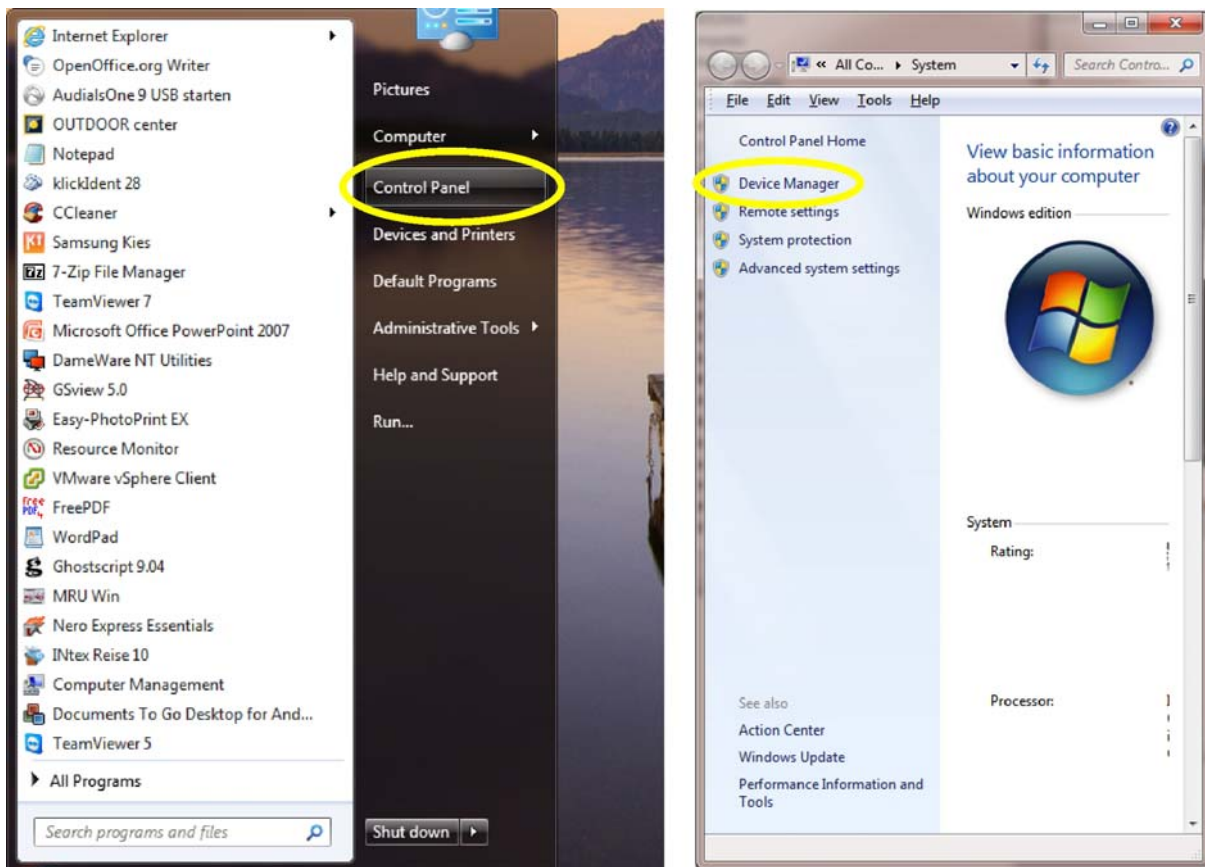 Internet Explorer
OpenOffice.org Writer
AudialsOne 9 USB starten
OUTDOOR center
Notepad
klickIdent 28
CCleaner
Samsung Kies
7-Zip File Manager
TeamViewer 7
Microsoft Office PowerPoint 2007
DameWare NT Utilities
GSview 5.0
Easy-PhotoPrint EX
Resource Monitor
VMware vSphere Client
FreePDF
WordPad
Ghostscript 9.04
MRU Win
Nero Express Essentials
INtex Reise 10
Computer Management
Documents To Go Desktop for And...
TeamViewer 5
All Programs
Search programs and files
Pictures
Computer
Control Panel
Devices and Printers
Default Programs
Administrative Tools
Help and Support
Run...
Shut down
« All Co... System
Search Contro...
File Edit View Tools Help
Control Panel Home
Device Manager
Remote settings
System protection
Advanced system settings
See also
Action Center
Windows Update
Performance Information and
Tools
View basic information
about your computer
Windows edition
System
Rating:
Processor: